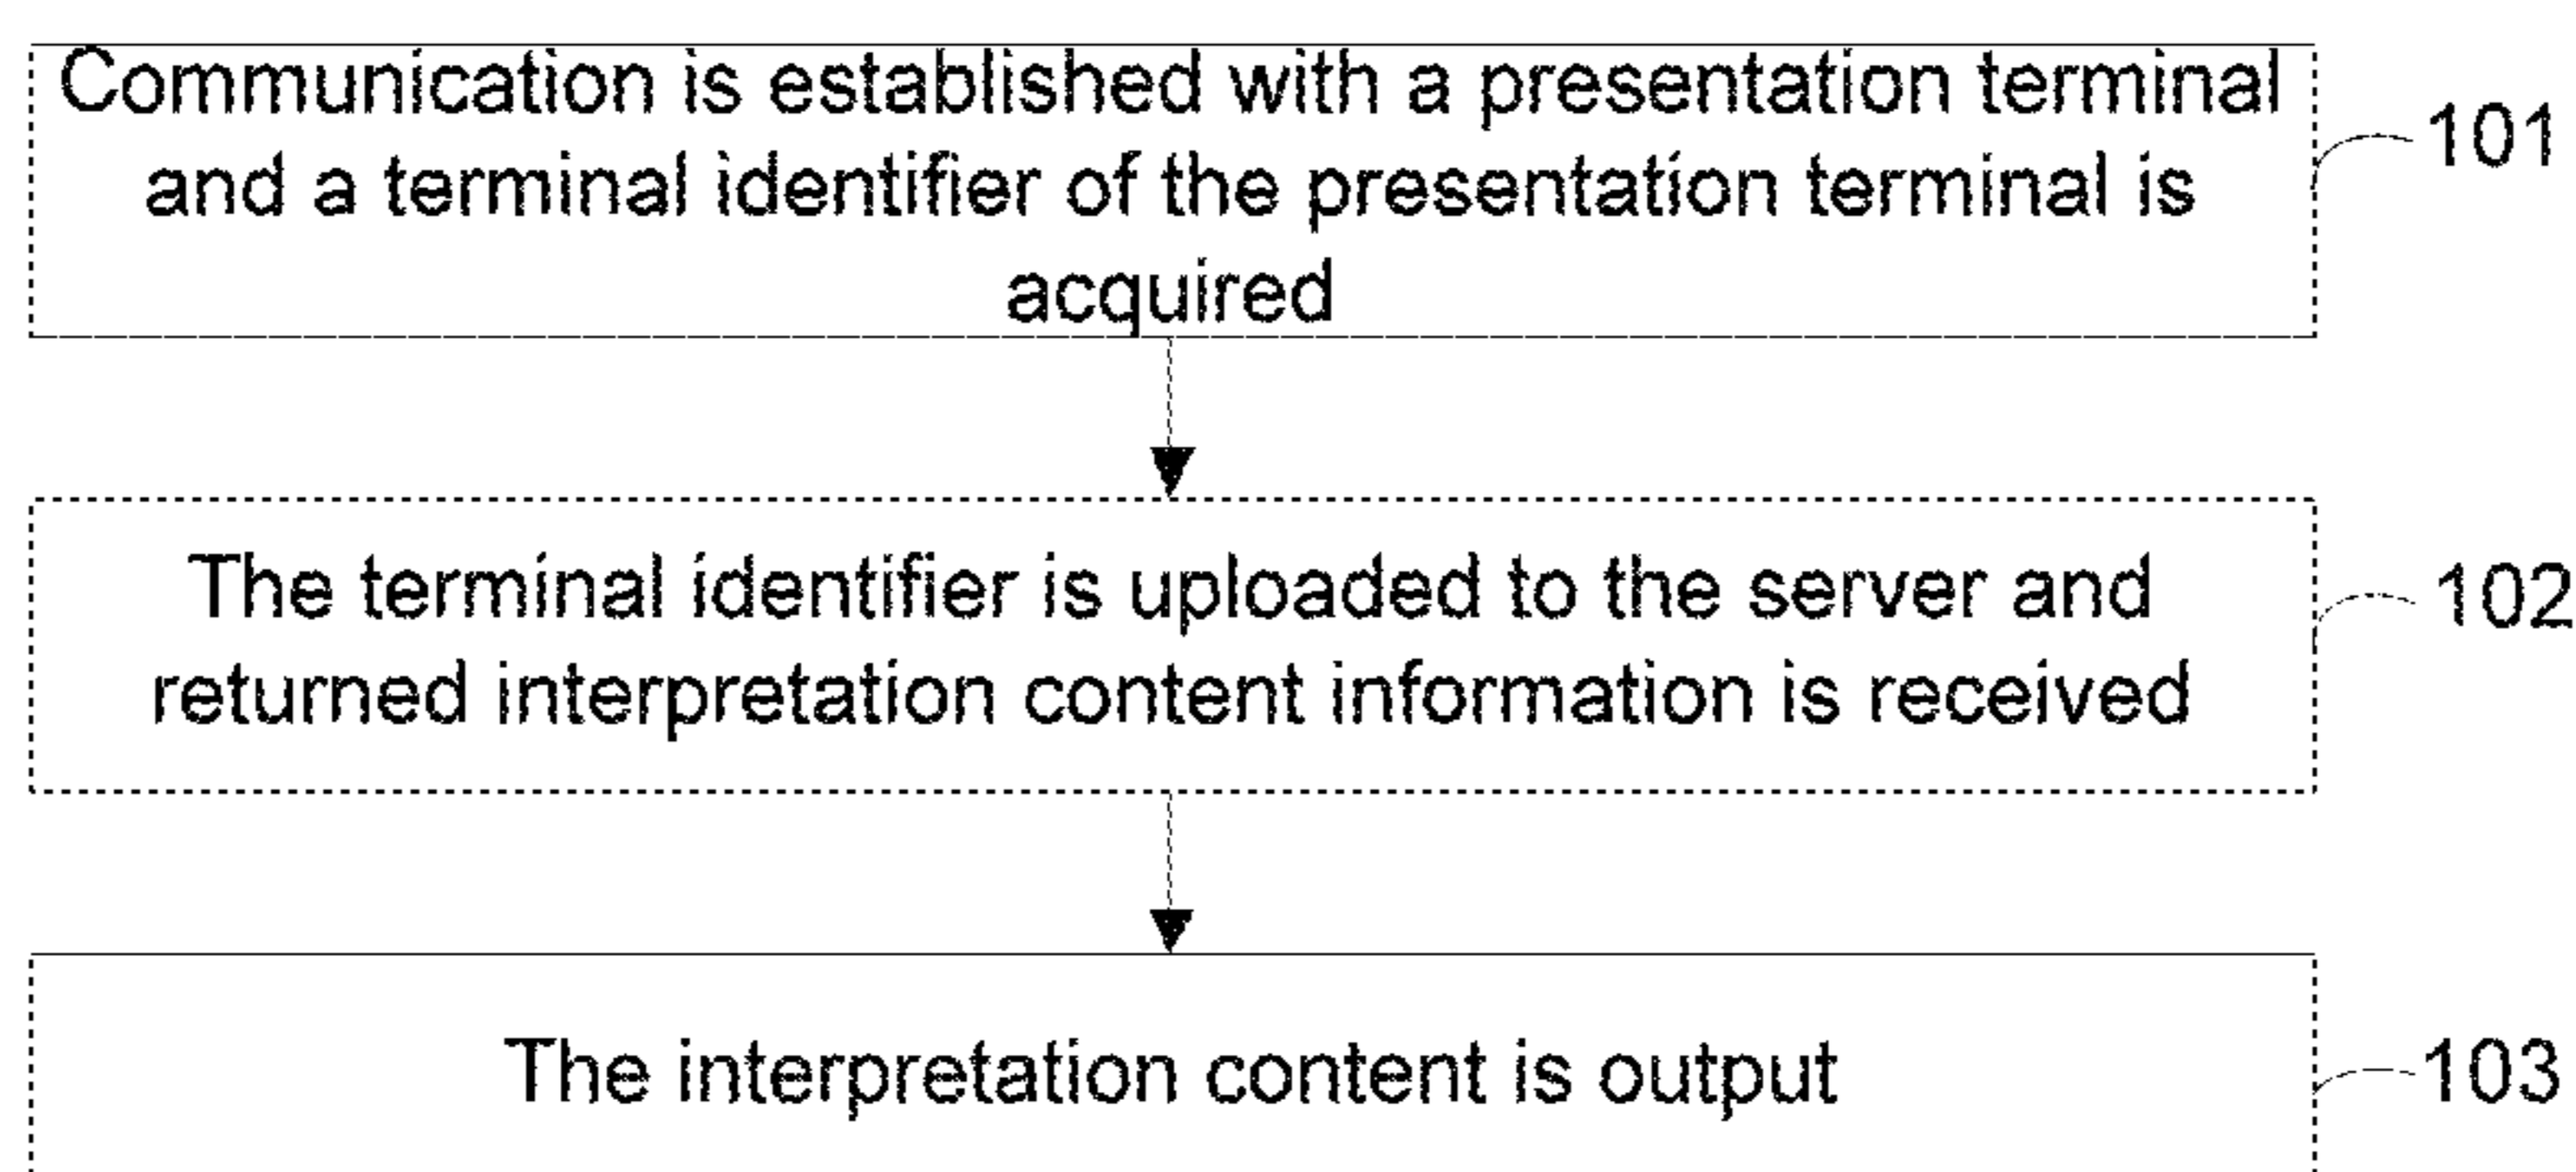 Communication is established with a presentation terminal
and a terminal identifier of the presentation terminal is
acquired
101
The terminal identifier is uploaded to the server and
returned interpretation content information is received
102
The interpretation content is output
103